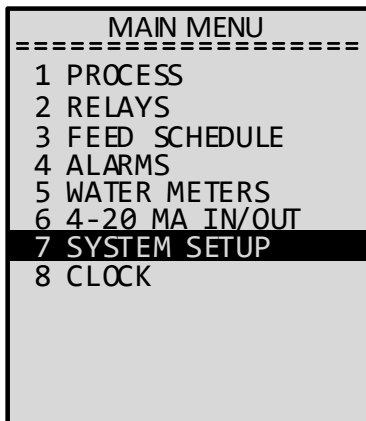 MAIN MENU
==================
1 PROCESS
2 RELAYS
3 FEED SCHEDULE
4 ALARMS
5 WATER METERS
6 4-20 MA IN/OUT
7 SYSTEM SETUP
8 CLOCK